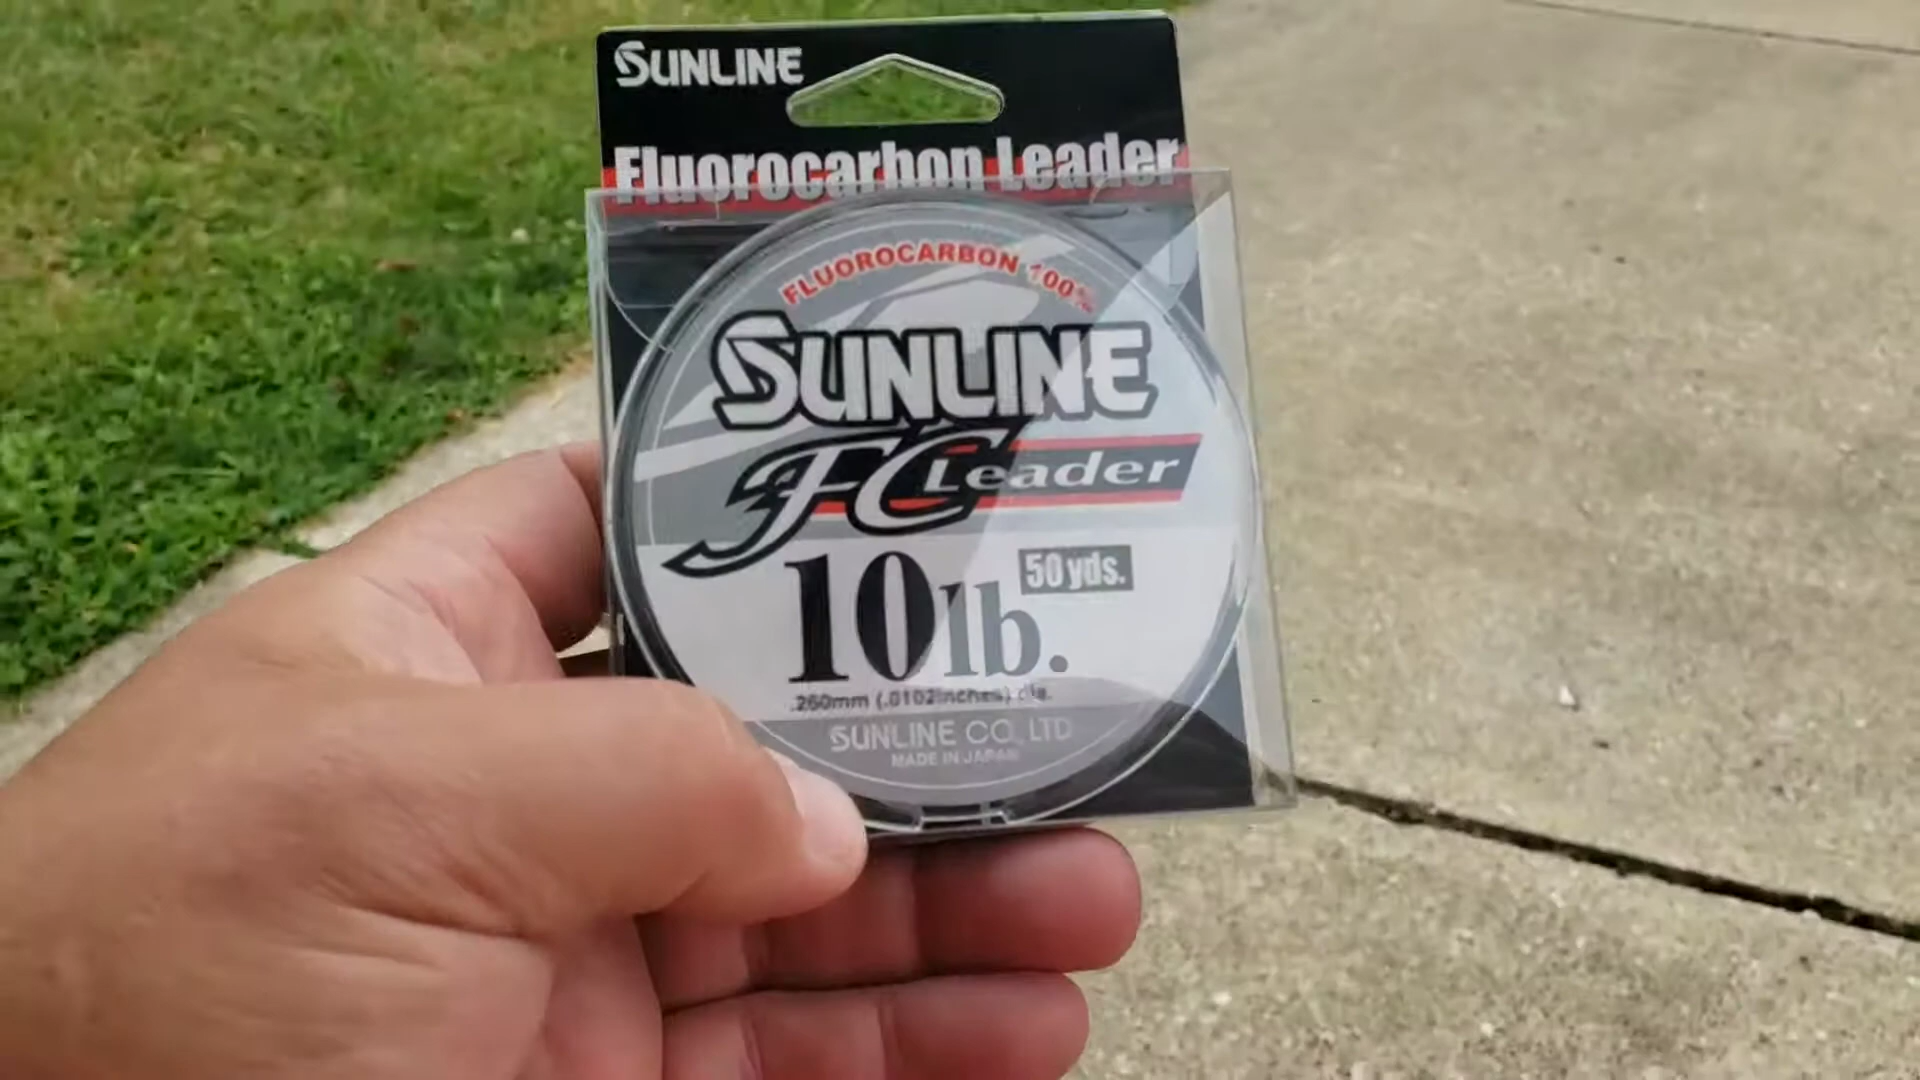 SUNLINE
Fluorocarbon Leader
FLUOROCARBON 100%
SUNLINE
FC Leader
10lb.
50 yds.
.260mm (.0102inches) dia.
SUNLINE CO., LTD
MADE IN JAPAN